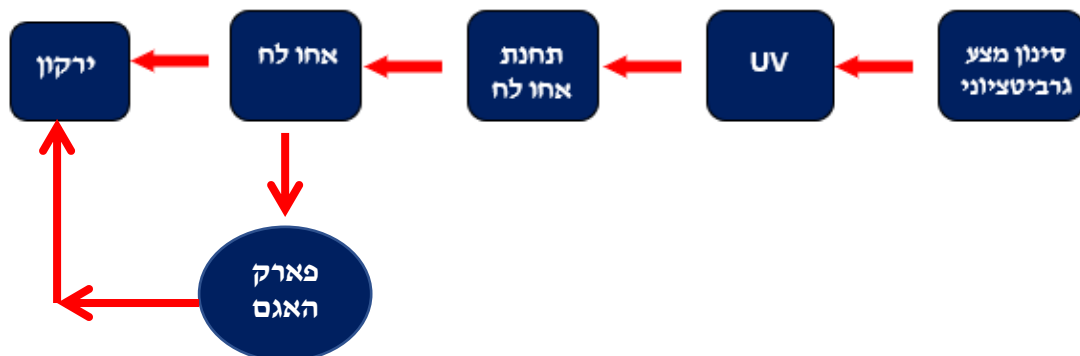 סינון מצע
גרביטציוני
UV
תחנת
אחו לח
אחו לח
ירקון
פארק
האגם